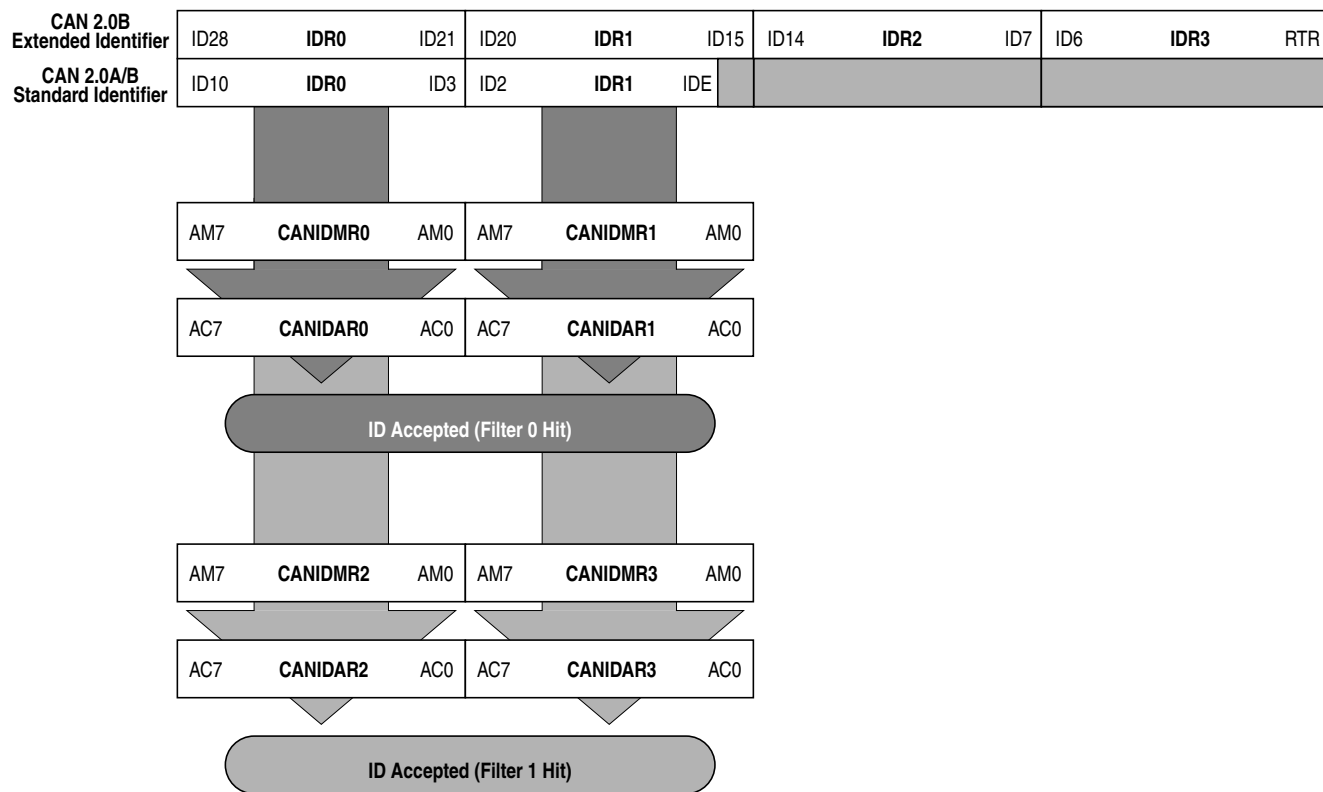 CAN 2.0B
Extended Identifier
ID28 IDR0 ID21 ID20 IDR1 ID15 ID14 IDR2 ID7 ID6 IDR3 RTR
CAN 2.0A/B
Standard Identifier
ID10 IDR0 ID3 ID2 IDR1 IDE
AM7 CANIDMR0 AM0 AM7 CANIDMR1 AM0
AC7 CANIDAR0 AC0 AC7 CANIDAR1 AC0
ID Accepted (Filter 0 Hit)
AM7 CANIDMR2 AM0 AM7 CANIDMR3 AM0
AC7 CANIDAR2 AC0 AC7 CANIDAR3 AC0
ID Accepted (Filter 1 Hit)